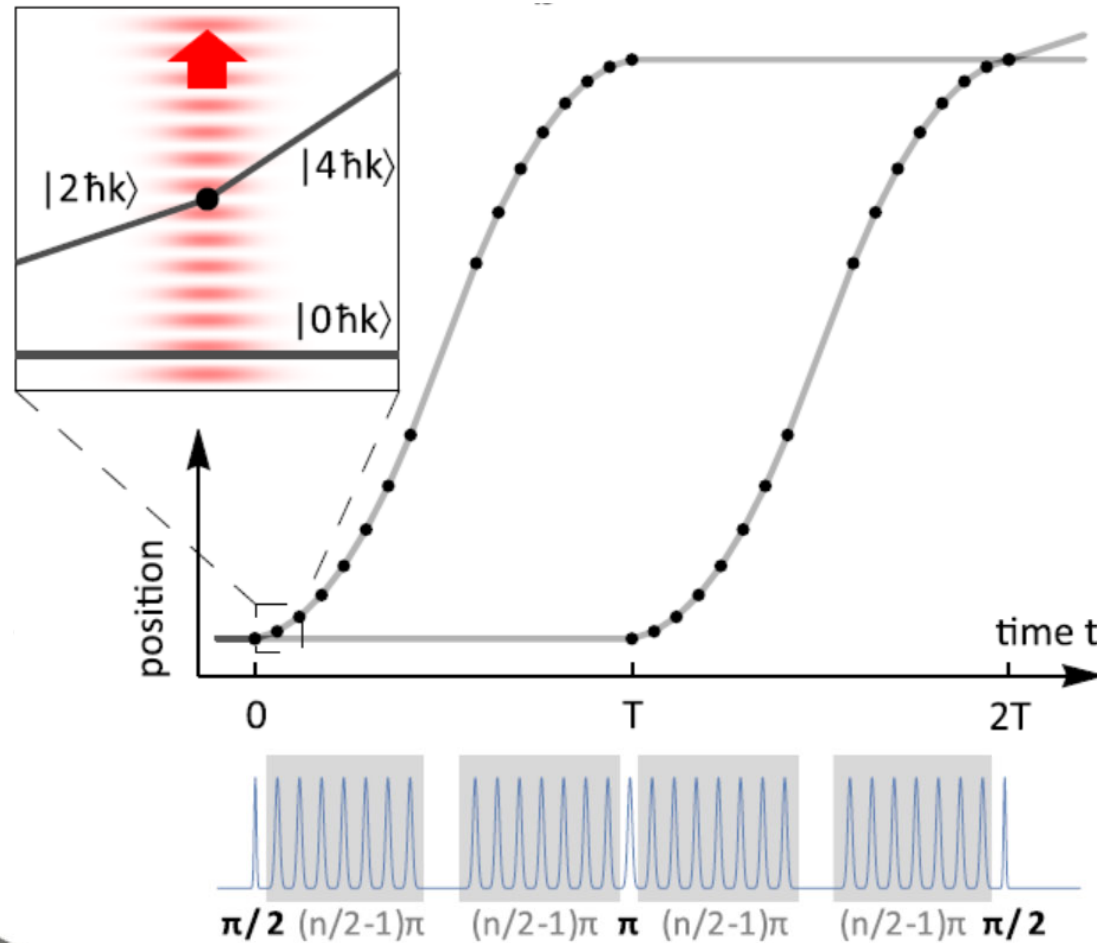 |2ħk⟩
|4ħk⟩
|0ħk⟩
position
time t
0 T 2T
π/2 (n/2-1)π (n/2-1)π π (n/2-1)π (n/2-1)π π/2